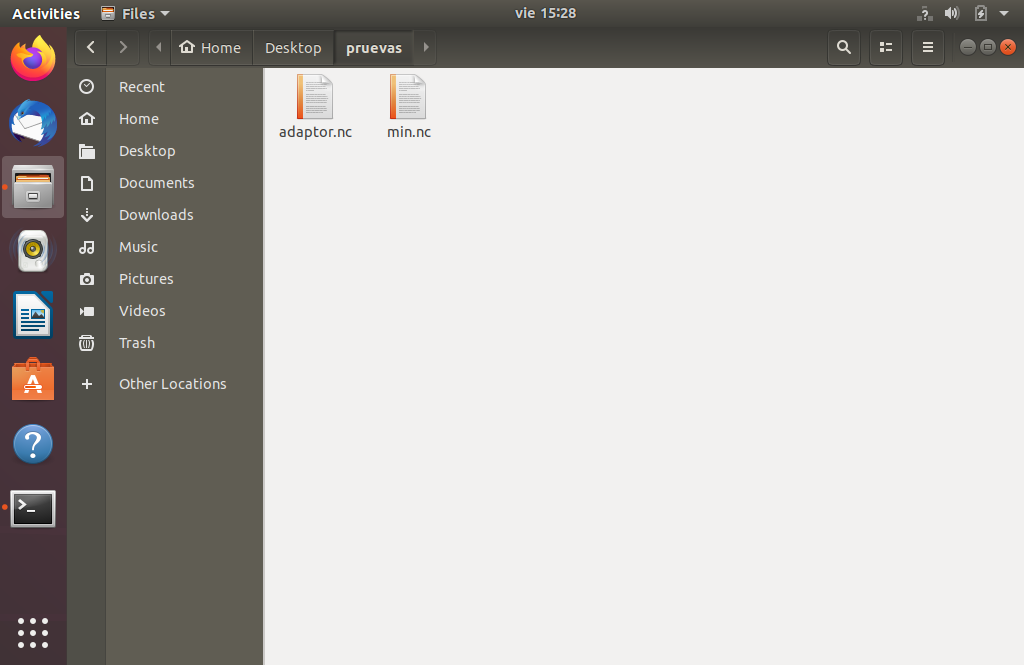 Activities Files vie 15:28
Home Desktop pruevas
Recent
Home
Desktop
Documents
Downloads
Music
Pictures
Videos
Trash
Other Locations
adaptor.nc min.nc